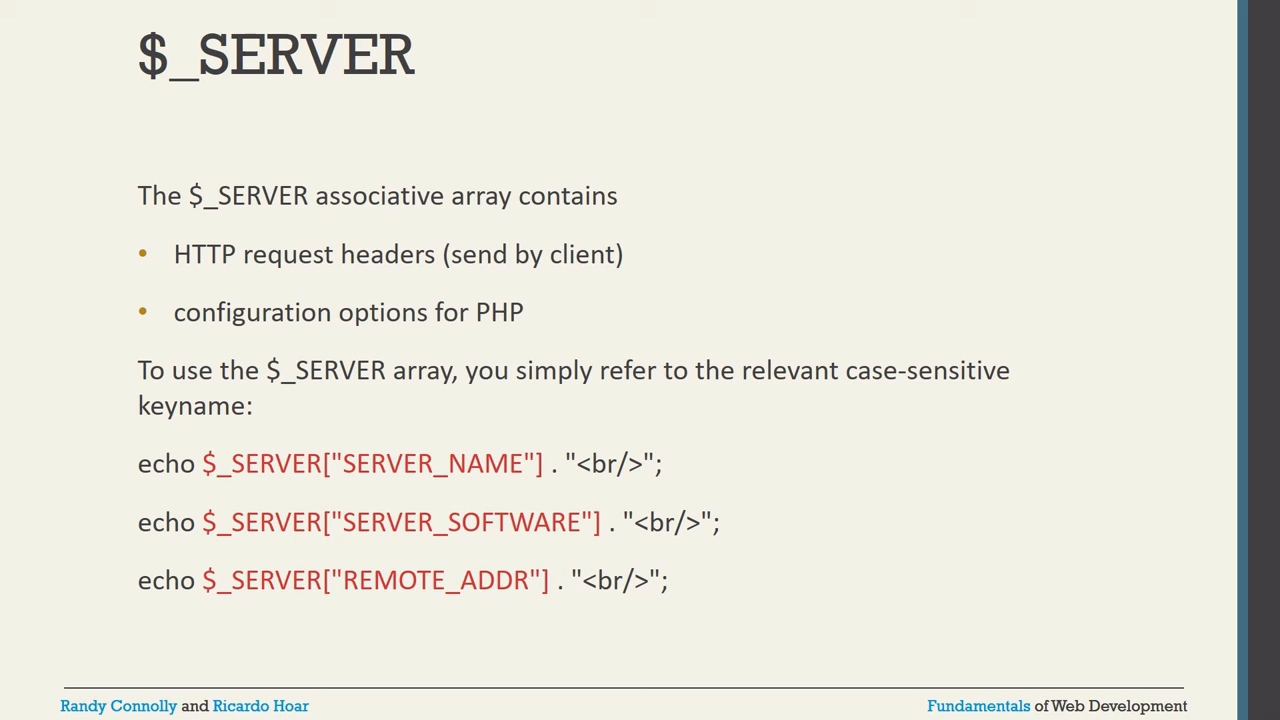 $_SERVER
The $_SERVER associative array contains
• HTTP request headers (send by client)
• configuration options for PHP
To use the $_SERVER array, you simply refer to the relevant case-sensitive
keyname:
echo $_SERVER["SERVER_NAME"] . "<br/>";
echo $_SERVER["SERVER_SOFTWARE"] . "<br/>";
echo $_SERVER["REMOTE_ADDR"] . "<br/>";
Randy Connolly and Ricardo Hoar
Fundamentals of Web Development